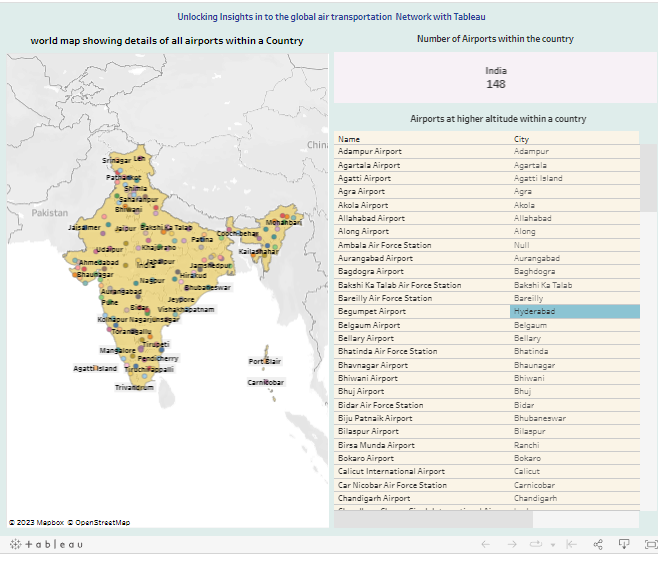 Unlocking Insights in to the global air transportation Network with Tableau
world map showing details of all airports within a Country
Number of Airports within the country
India
148
Airports at higher altitude within a country
Name City
Adampur Airport Adampur
Agartala Airport Agartala
Agatti Airport Agatti Island
Agra Airport Agra
Akola Airport Akola
Allahabad Airport Allahabad
Along Airport Along
Ambala Air Force Station Null
Aurangabad Airport Aurangabad
Bagdogra Airport Baghdogra
Bakshi Ka Talab Air Force Station Bakshi Ka Talab
Bareilly Air Force Station Bareilly
Begumpet Airport Hyderabad
Belgaum Airport Belgaum
Bellary Airport Bellary
Bhatinda Air Force Station Bhatinda
Bhavnagar Airport Bhaunagar
Bhiwani Airport Bhiwani
Bhuj Airport Bhuj
Bidar Air Force Station Bidar
Biju Patnaik Airport Bhubaneswar
Bilaspur Airport Bilaspur
Birsa Munda Airport Ranchi
Bokaro Airport Bokaro
Calicut International Airport Calicut
Car Nicobar Air Force Station Carnicobar
Chandigarh Airport Chandigarh
China
Srinagar Leh
Pathankot
Shimla
Saharanpur
Bhiwani
Pakistan
Jaisalmer Jaipur Bakshi Ka Talab
Mohanbari
Coochbehar
Patina
Udaipur Khajuraho
Kailashahar
Ahmedabad India Jabalpur Jamshedpur
Bhaunagar Nagpur Hirakud
Aurangabad Bhubaneswar
Pune Jeypore
Bidar Vishakhapatnam
Kolhapur Nagarjunsagar
Toranagallu
Mangalore Tirupeti
Pendicherry
Agatti Island Tiruchirappalli
Port Blair
Carnicobar
Trivandrum
© 2023 Mapbox © OpenStreetMap
+ableau